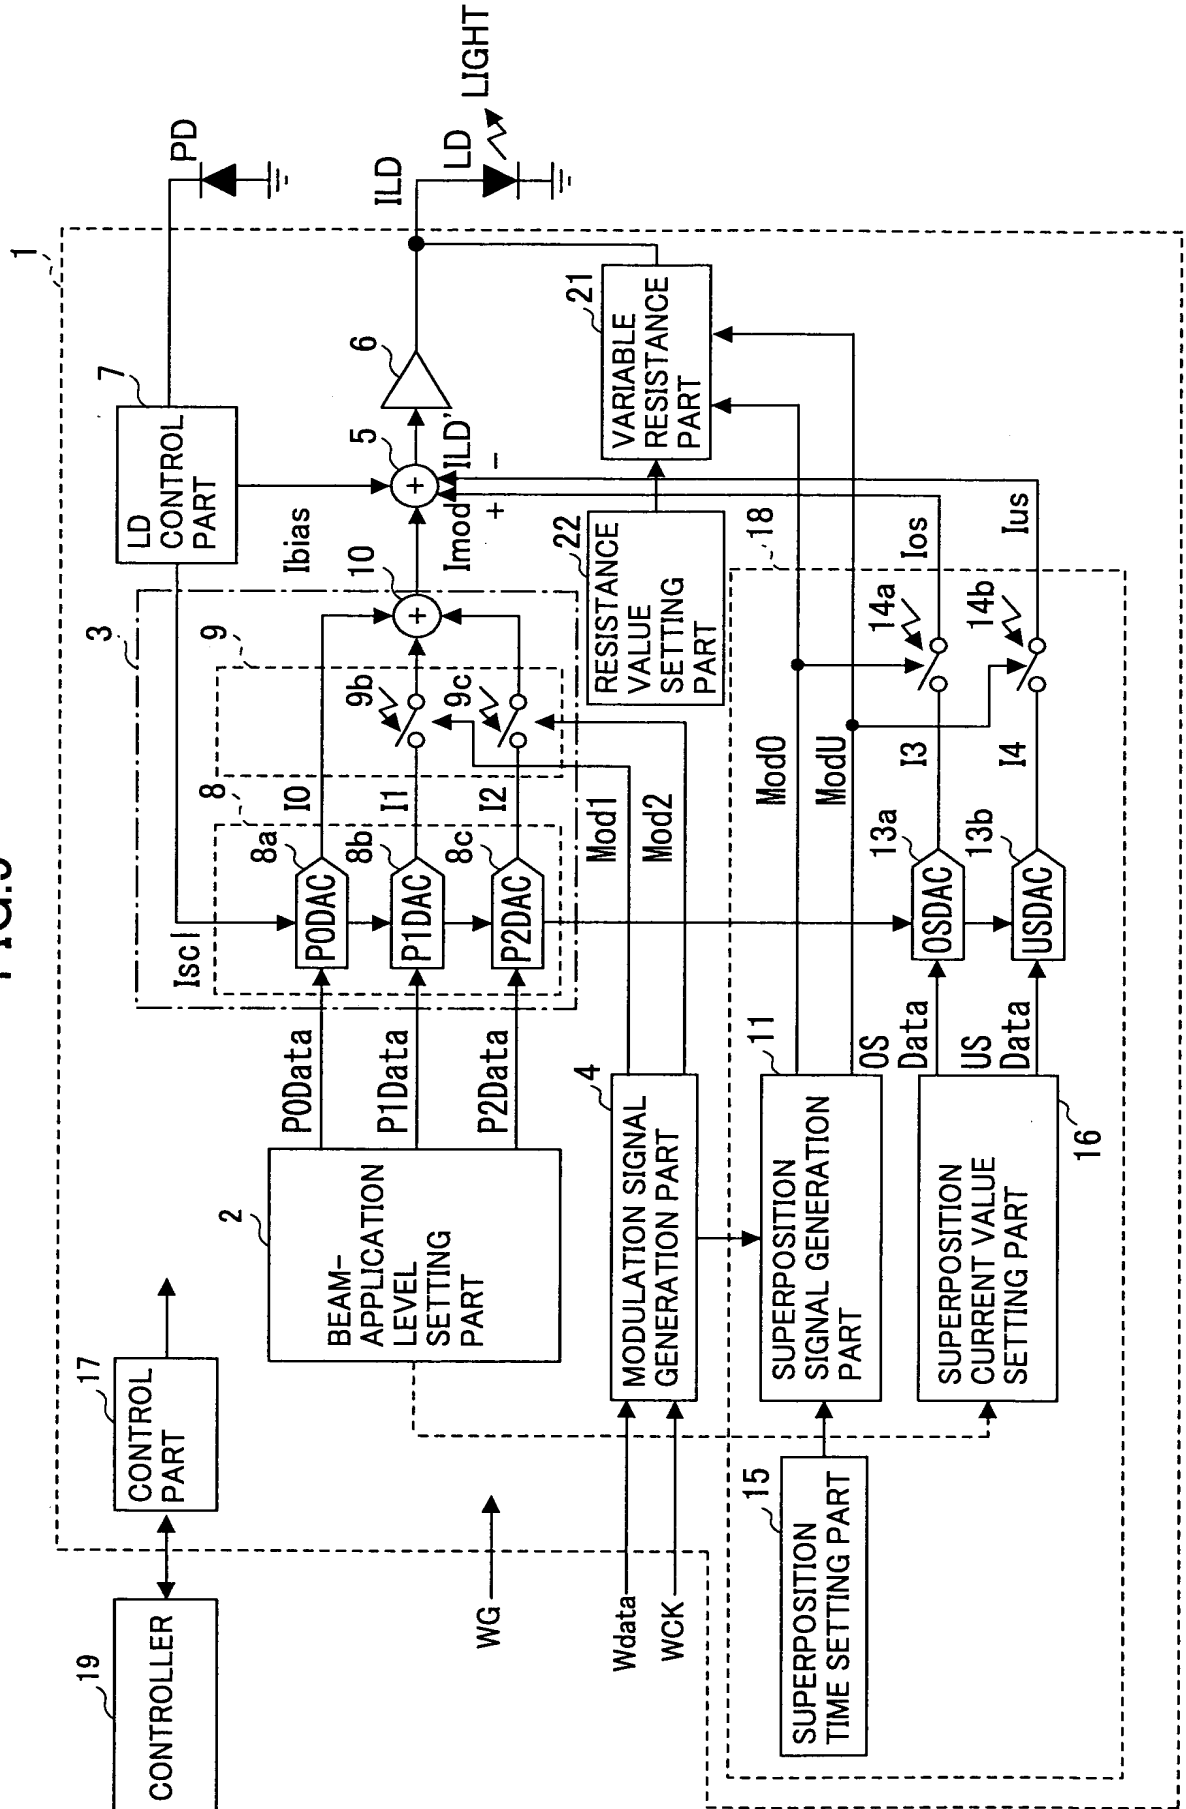 19
CONTROLLER
17
CONTROL
PART
WG
Wdata
WCK
2
BEAM-
APPLICATION
LEVEL
SETTING
PART
P0Data
P1Data
P2Data
4
MODULATION SIGNAL
GENERATION PART
Mod1
Mod2
15
SUPERPOSITION
TIME SETTING PART
11
SUPERPOSITION
SIGNAL GENERATION
PART
ModO
ModU
SUPERPOSITION
CURRENT VALUE
SETTING PART
16
OS
Data
US
Data
OSDAC
13a
USDAC
13b
I3
I4
14a
14b
Ios
Ius
18
3
8
Iscl
P0DAC
8a
P1DAC
8b
P2DAC
8c
I0
I1
I2
9
9b
9c
10
+
Imod
Ibias
7
LD
CONTROL
PART
5
+
ILD'
+
−
6
22
RESISTANCE
VALUE
SETTING
PART
21
VARIABLE
RESISTANCE
PART
1
PD
ILD
LD
LIGHT